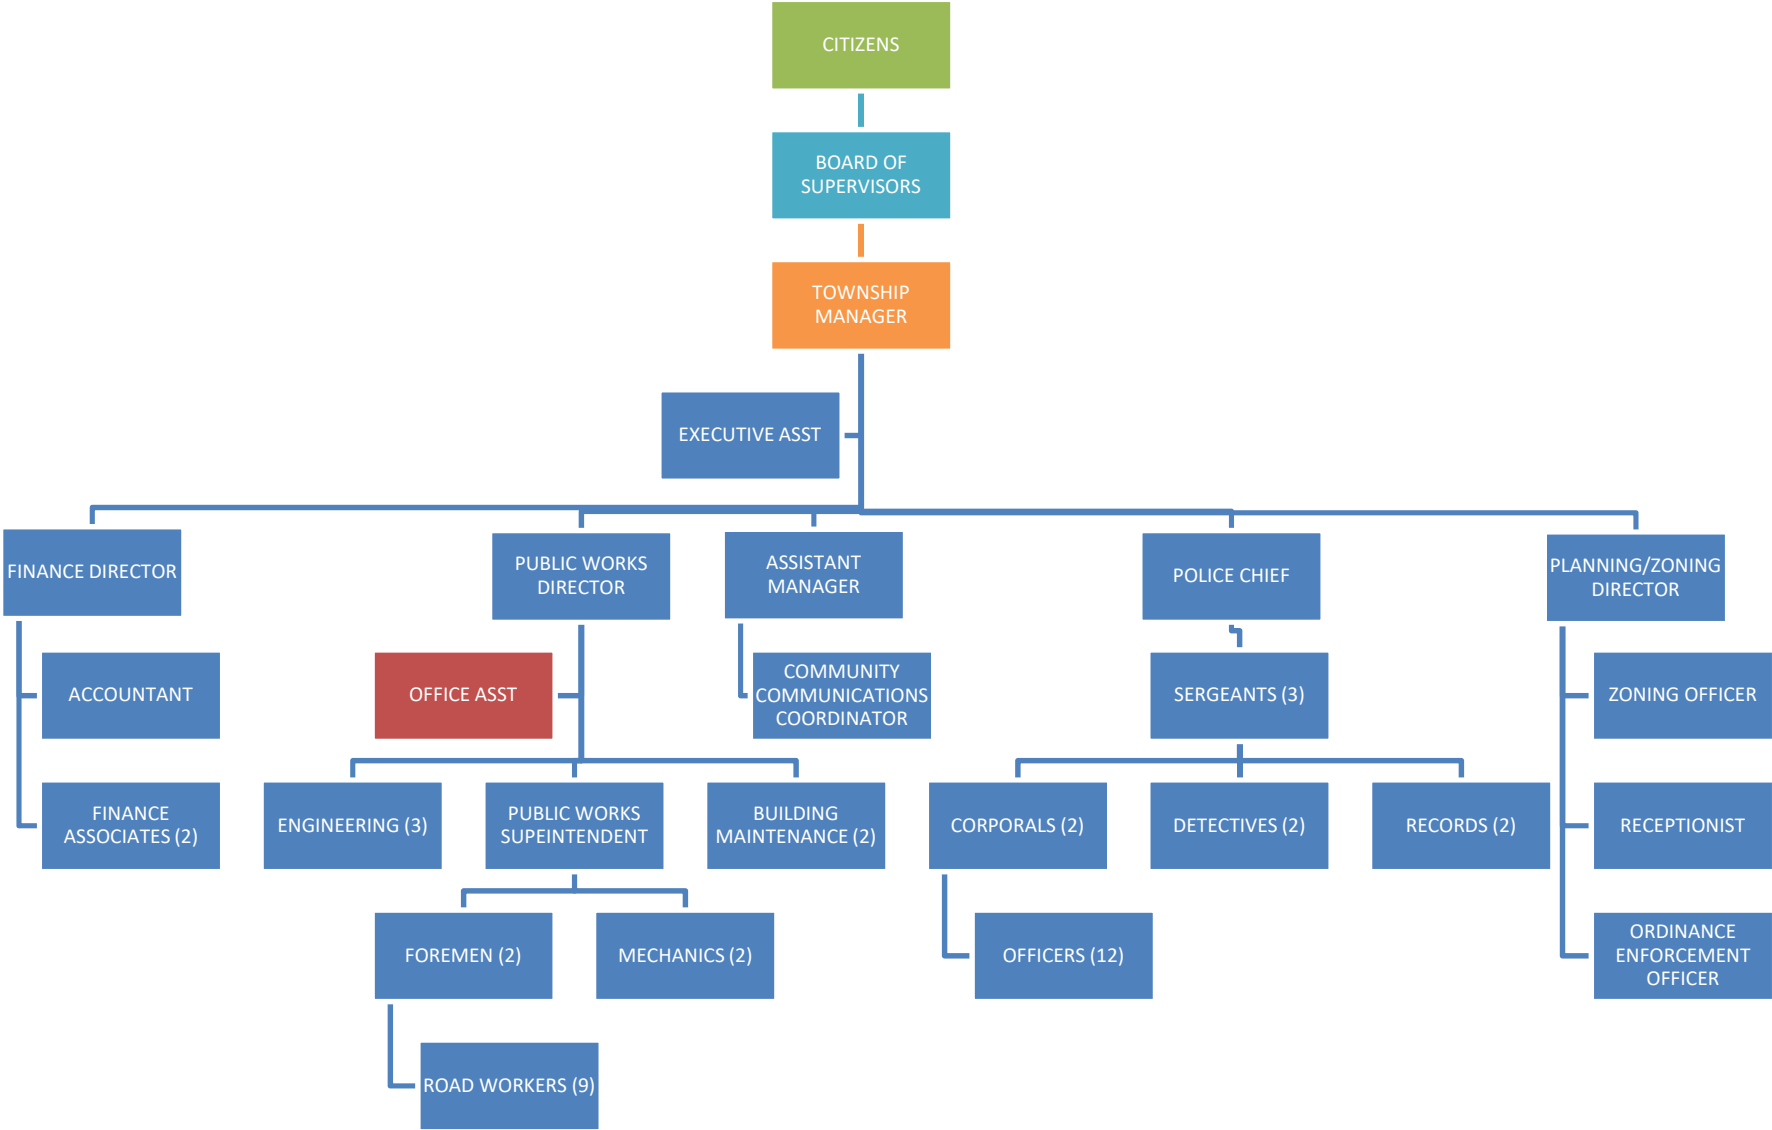 CITIZENS
BOARD OF
SUPERVISORS
TOWNSHIP
MANAGER
EXECUTIVE ASST
FINANCE DIRECTOR
PUBLIC WORKS
DIRECTOR
ASSISTANT
MANAGER
POLICE CHIEF
PLANNING/ZONING
DIRECTOR
ACCOUNTANT
OFFICE ASST
COMMUNITY
COMMUNICATIONS
COORDINATOR
SERGEANTS (3)
ZONING OFFICER
FINANCE
ASSOCIATES (2)
ENGINEERING (3)
PUBLIC WORKS
SUPEINTENDENT
BUILDING
MAINTENANCE (2)
CORPORALS (2)
DETECTIVES (2)
RECORDS (2)
RECEPTIONIST
FOREMEN (2)
MECHANICS (2)
OFFICERS (12)
ORDINANCE
ENFORCEMENT
OFFICER
ROAD WORKERS (9)